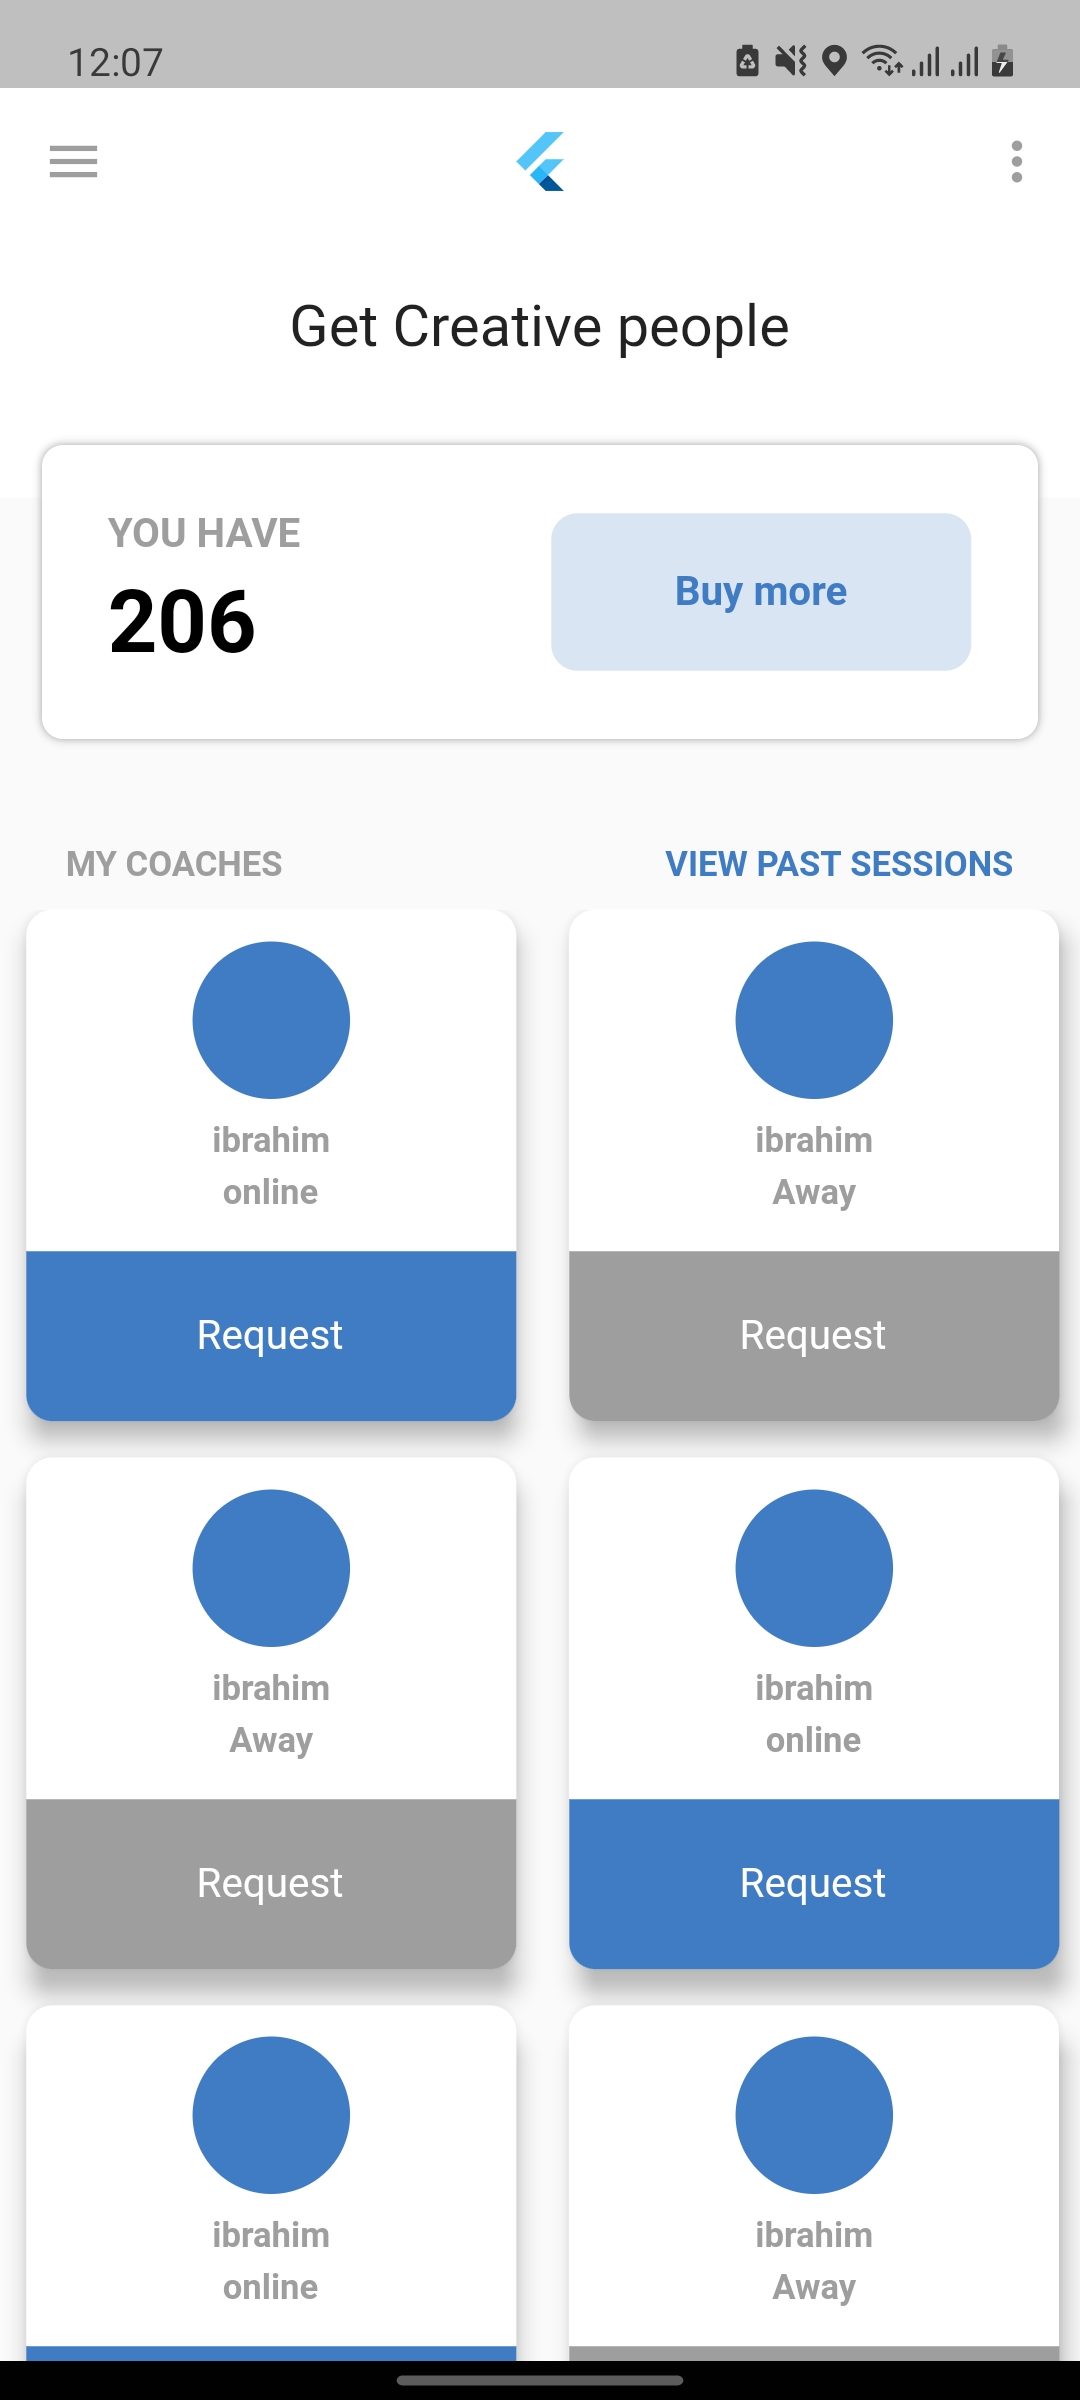 12:07
Get Creative people
YOU HAVE
206
Buy more
MY COACHES
VIEW PAST SESSIONS
ibrahim
online
Request
ibrahim
Away
Request
ibrahim
Away
Request
ibrahim
online
Request
ibrahim
online
ibrahim
Away